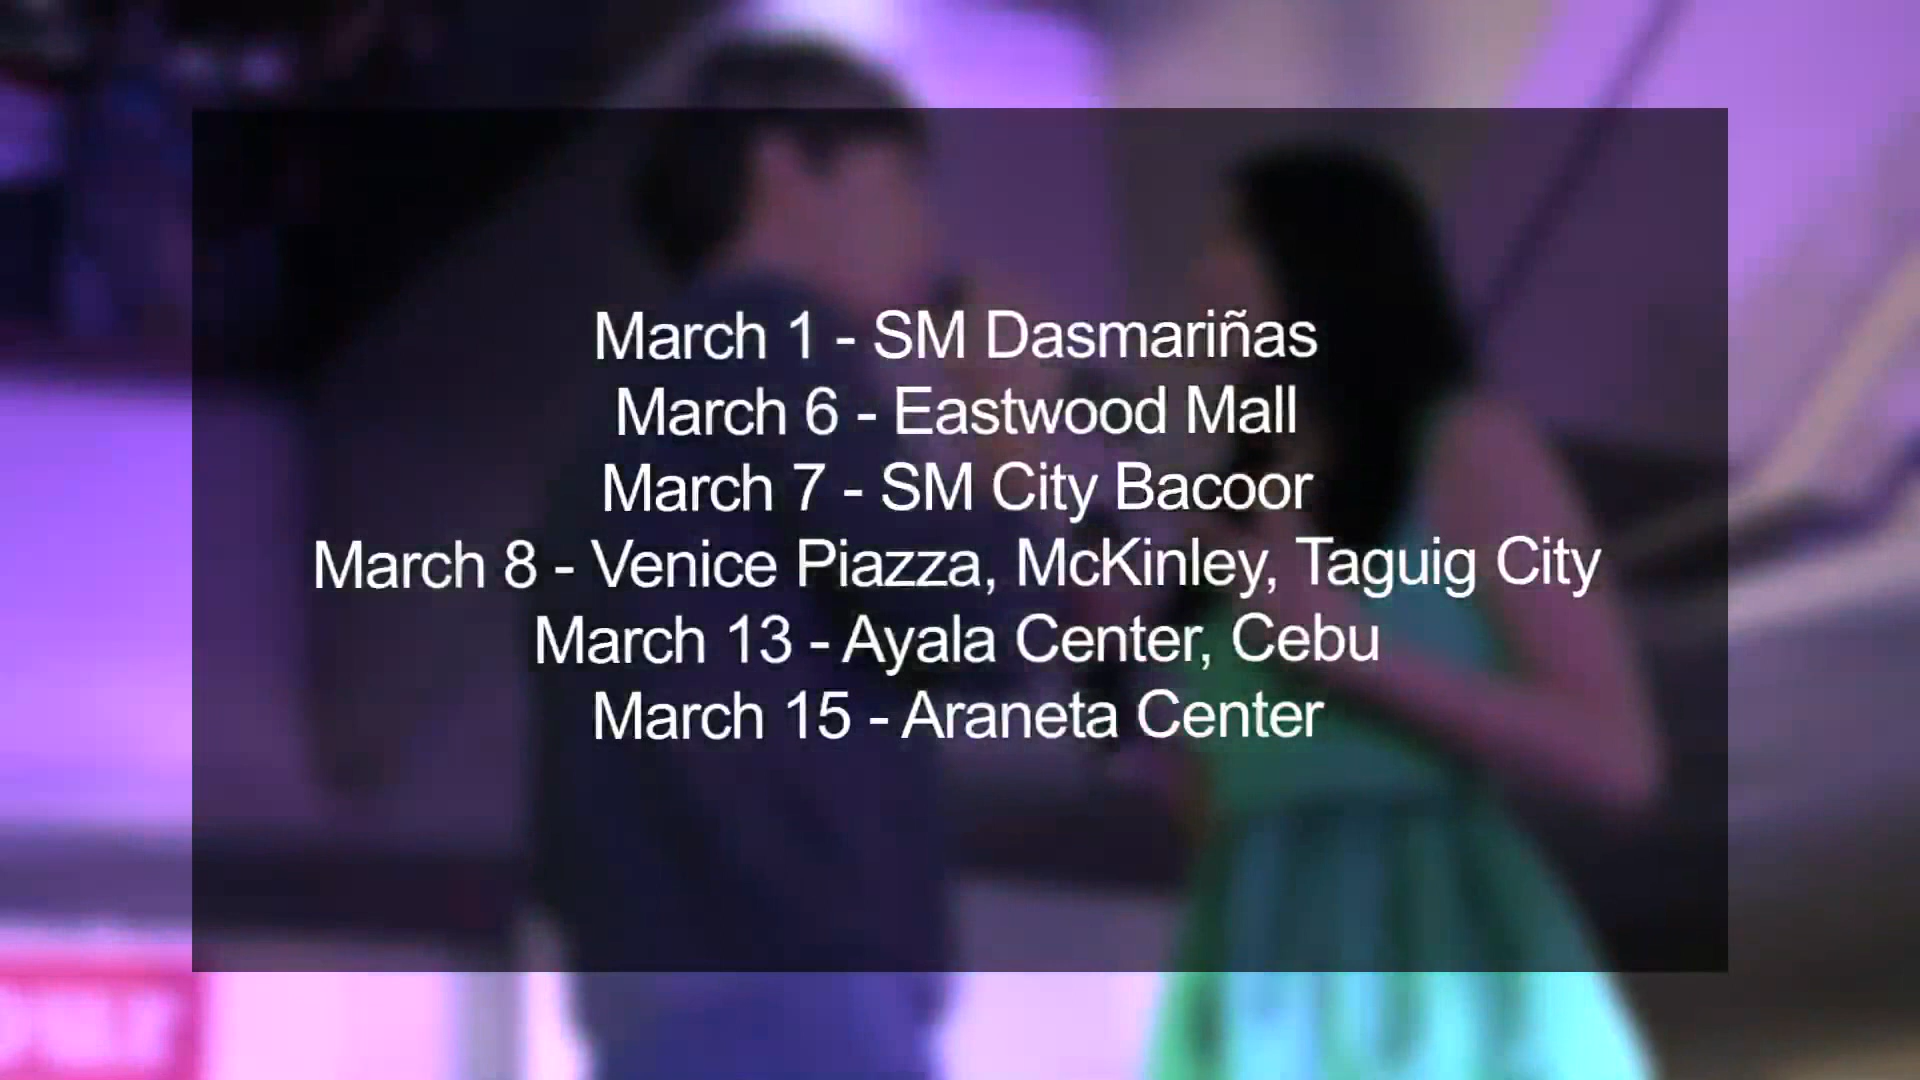 March 1 - SM Dasmariñas
March 6 - Eastwood Mall
March 7 - SM City Bacoor
March 8 - Venice Piazza, McKinley, Taguig City
March 13 - Ayala Center, Cebu
March 15 - Araneta Center